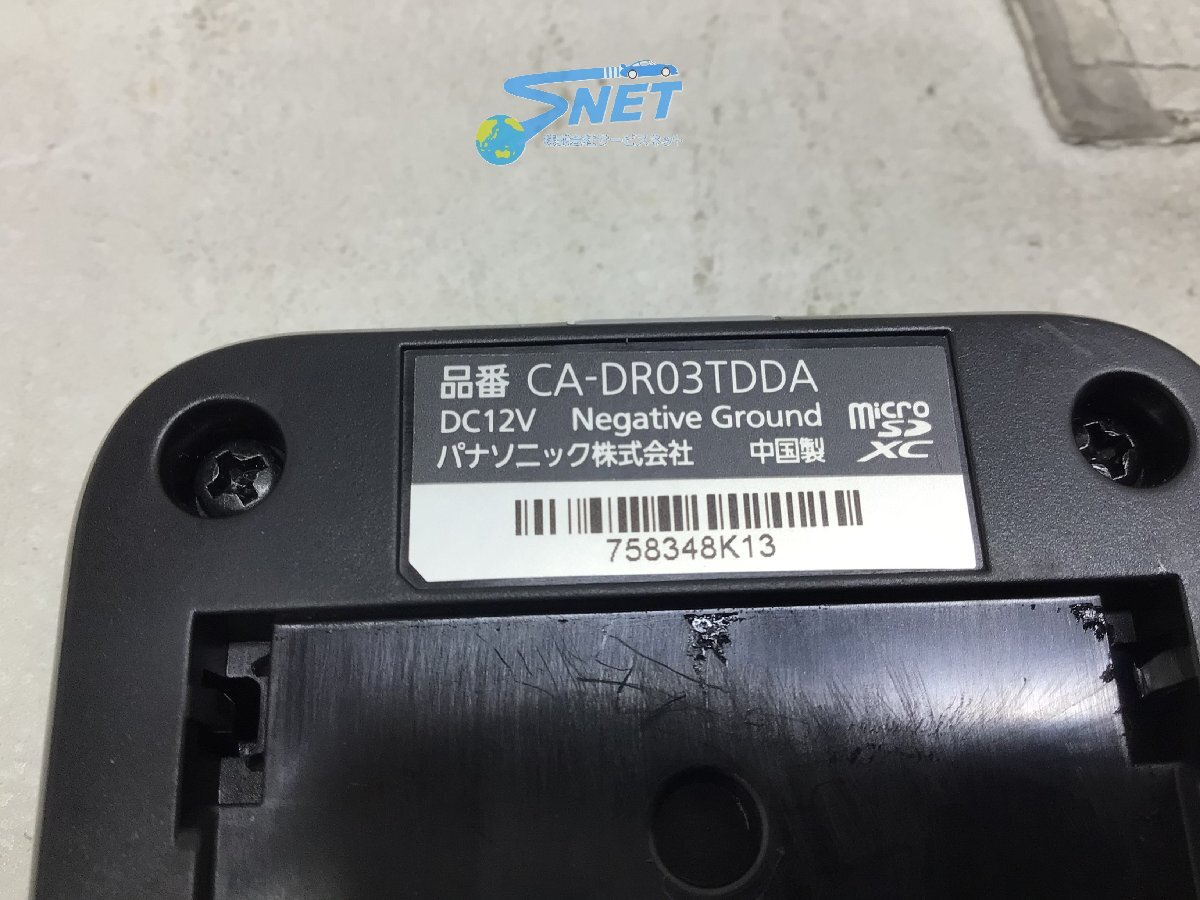 SNET
品番 CA-DR03TDDA
DC12V Negative Ground
micro SD XC
パナソニック株式会社 中国製
758348K13